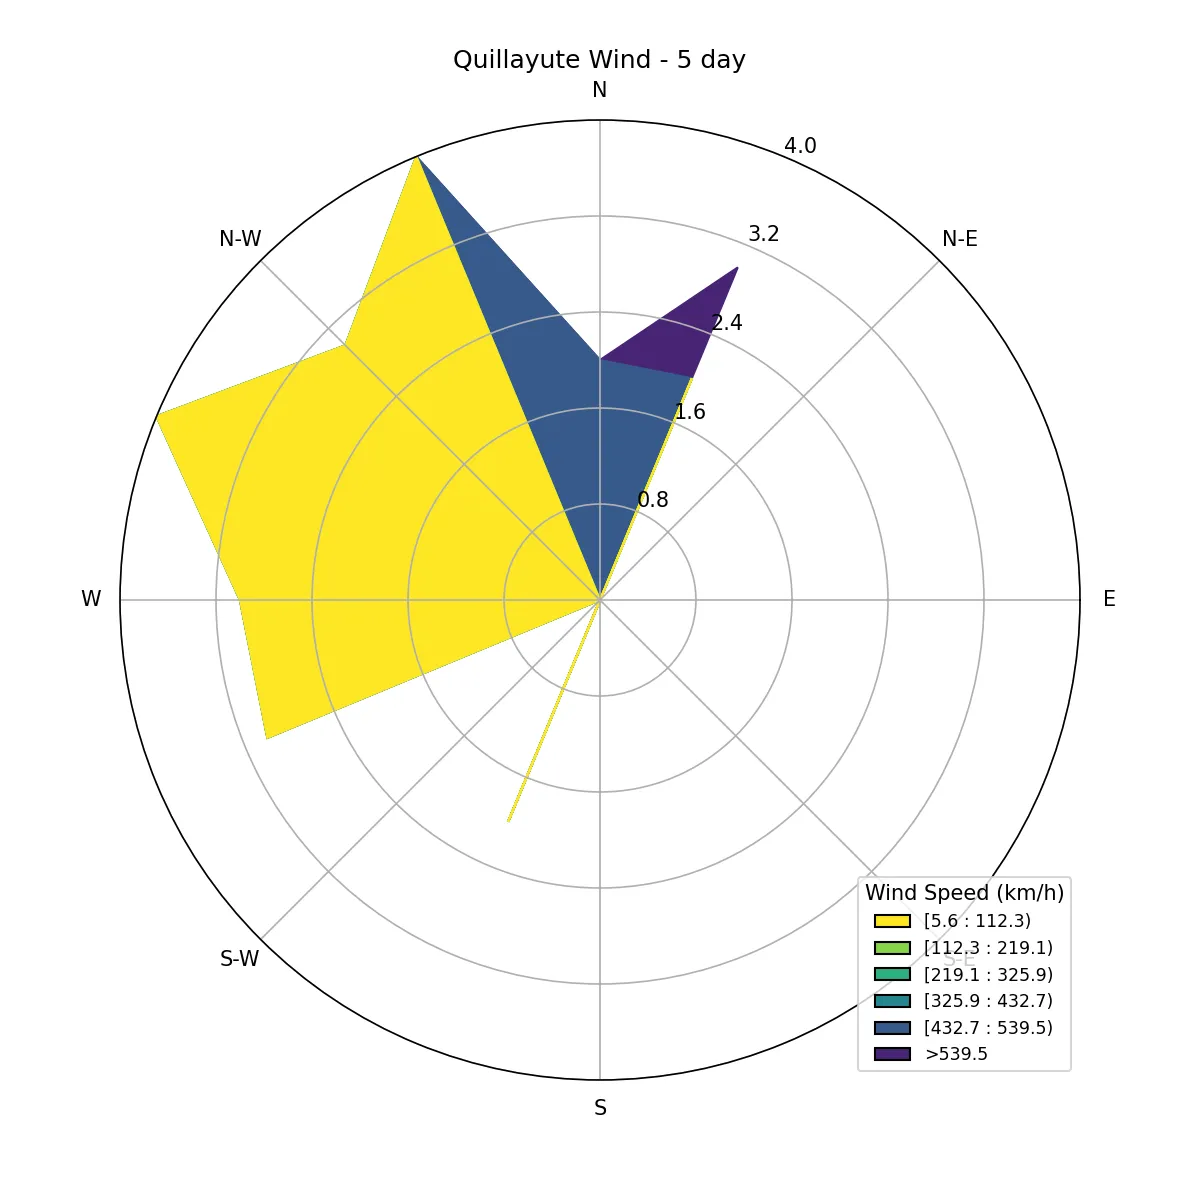 Quillayute Wind - 5 day
N
4.0
N-W
3.2
N-E
2.4
1.6
0.8
W
E
Wind Speed (km/h)
[5.6 : 112.3)
[112.3 : 219.1)
[219.1 : 325.9)
[325.9 : 432.7)
[432.7 : 539.5)
>539.5
S-W
S-E
S